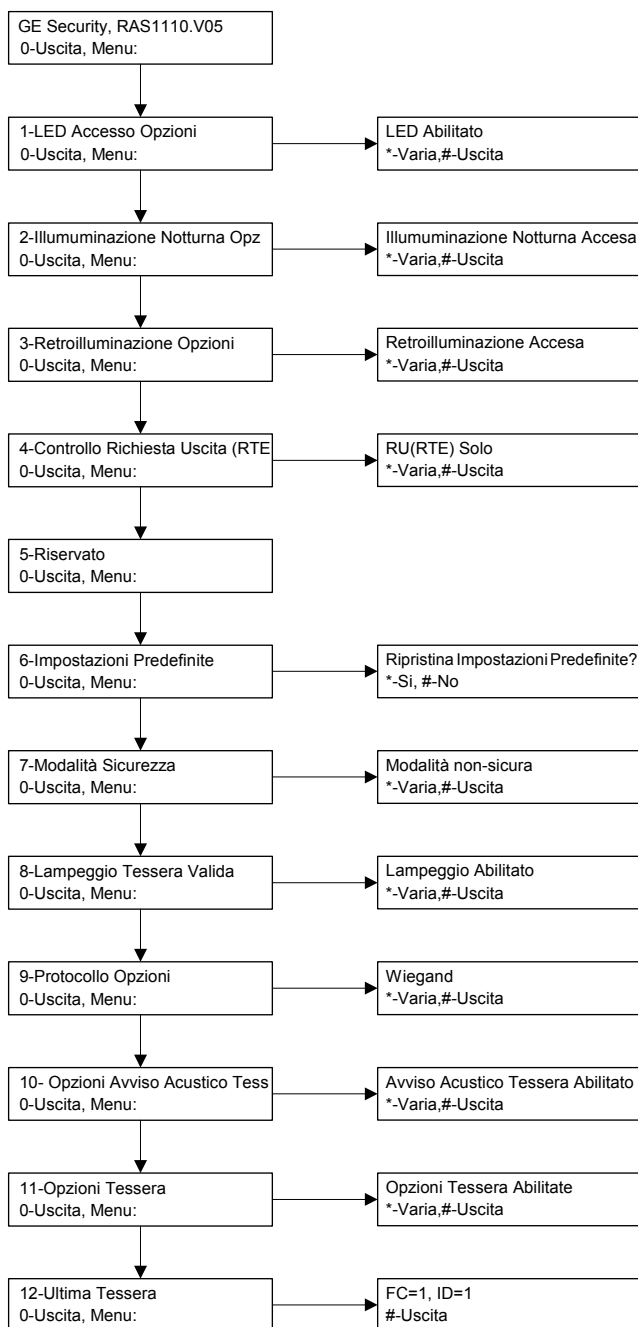 GE Security, RAS1110.V05
0-Uscita, Menu:
1-LED Accesso Opzioni
0-Uscita, Menu:
LED Abilitato
*-Varia,#-Uscita
2-Illumuminazione Notturna Opz
0-Uscita, Menu:
Illumuminazione Notturna Accesa
*-Varia,#-Uscita
3-Retroilluminazione Opzioni
0-Uscita, Menu:
Retroilluminazione Accesa
*-Varia,#-Uscita
4-Controllo Richiesta Uscita (RTE
0-Uscita, Menu:
RU(RTE) Solo
*-Varia,#-Uscita
5-Riservato
0-Uscita, Menu:
6-Impostazioni Predefinite
0-Uscita, Menu:
Ripristina Impostazioni Predefinite?
*-Si, #-No
7-Modalità Sicurezza
0-Uscita, Menu:
Modalità non-sicura
*-Varia,#-Uscita
8-Lampeggio Tessera Valida
0-Uscita, Menu:
Lampeggio Abilitato
*-Varia,#-Uscita
9-Protocollo Opzioni
0-Uscita, Menu:
Wiegand
*-Varia,#-Uscita
10- Opzioni Avviso Acustico Tess
0-Uscita, Menu:
Avviso Acustico Tessera Abilitato
*-Varia,#-Uscita
11-Opzioni Tessera
0-Uscita, Menu:
Opzioni Tessera Abilitate
*-Varia,#-Uscita
12-Ultima Tessera
0-Uscita, Menu:
FC=1, ID=1
#-Uscita